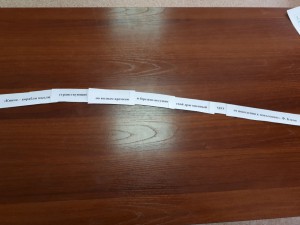 «Книги – корабли мысли странствующие по волнам времени и бережно несущие свой драгоценный груз от поколения к поколению». Ф. Бэкон